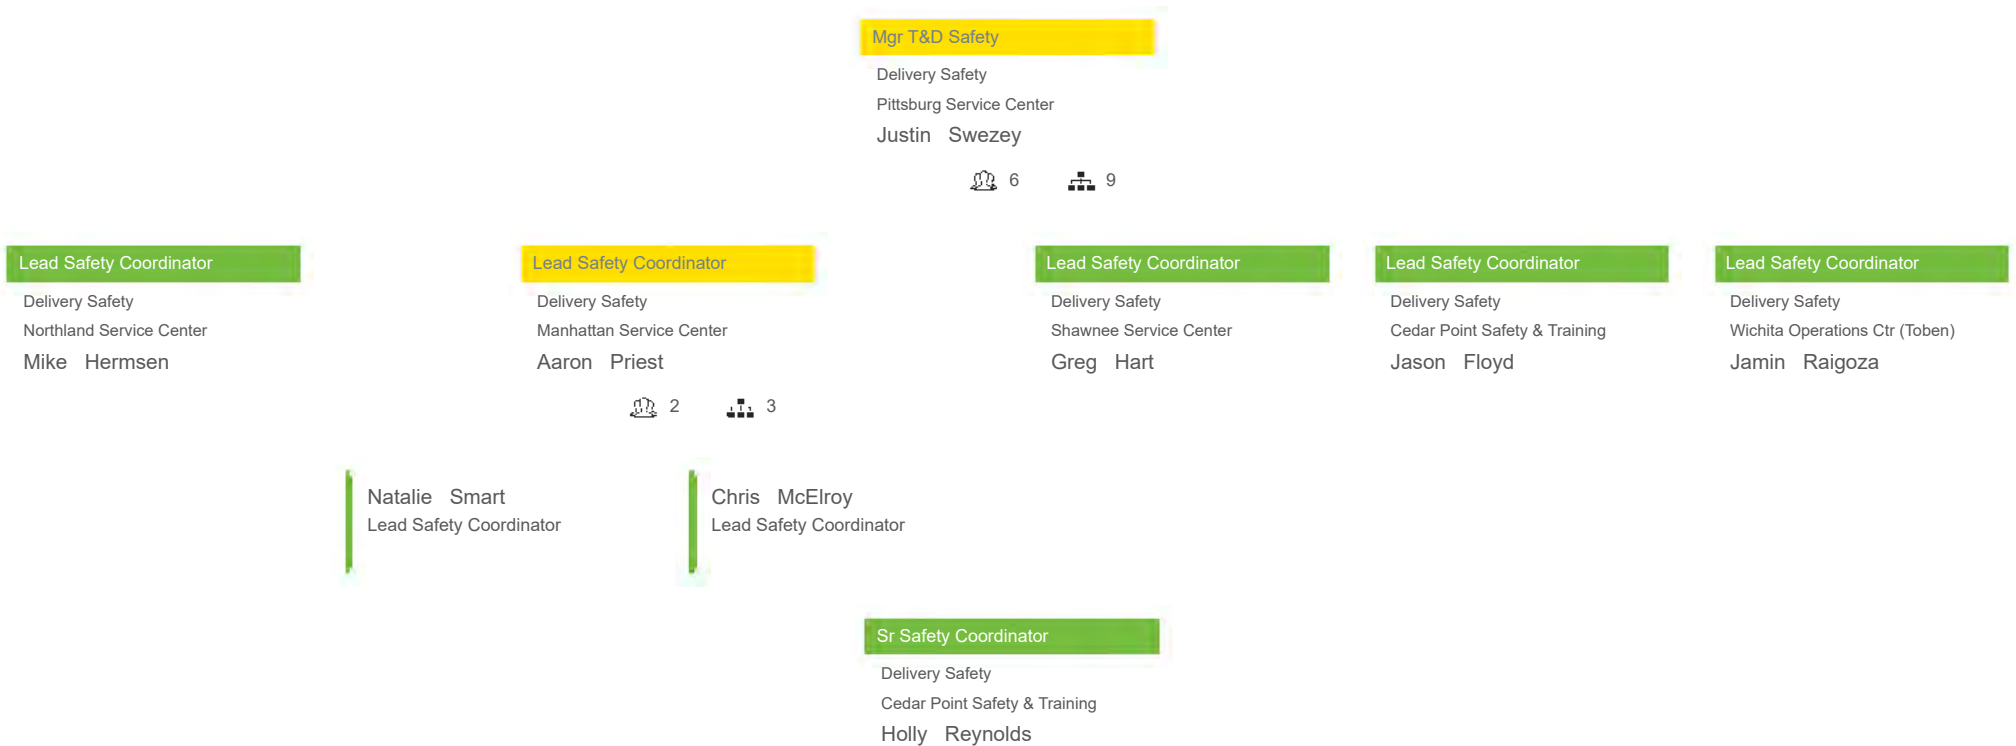 Mgr T&D Safety
Delivery Safety
Pittsburg Service Center
Justin Swezey
6 9
Lead Safety Coordinator
Delivery Safety
Northland Service Center
Mike Hermsen
Lead Safety Coordinator
Delivery Safety
Manhattan Service Center
Aaron Priest
2 3
Lead Safety Coordinator
Delivery Safety
Shawnee Service Center
Greg Hart
Lead Safety Coordinator
Delivery Safety
Cedar Point Safety & Training
Jason Floyd
Lead Safety Coordinator
Delivery Safety
Wichita Operations Ctr (Toben)
Jamin Raigoza
Natalie Smart
Lead Safety Coordinator
Chris McElroy
Lead Safety Coordinator
Sr Safety Coordinator
Delivery Safety
Cedar Point Safety & Training
Holly Reynolds